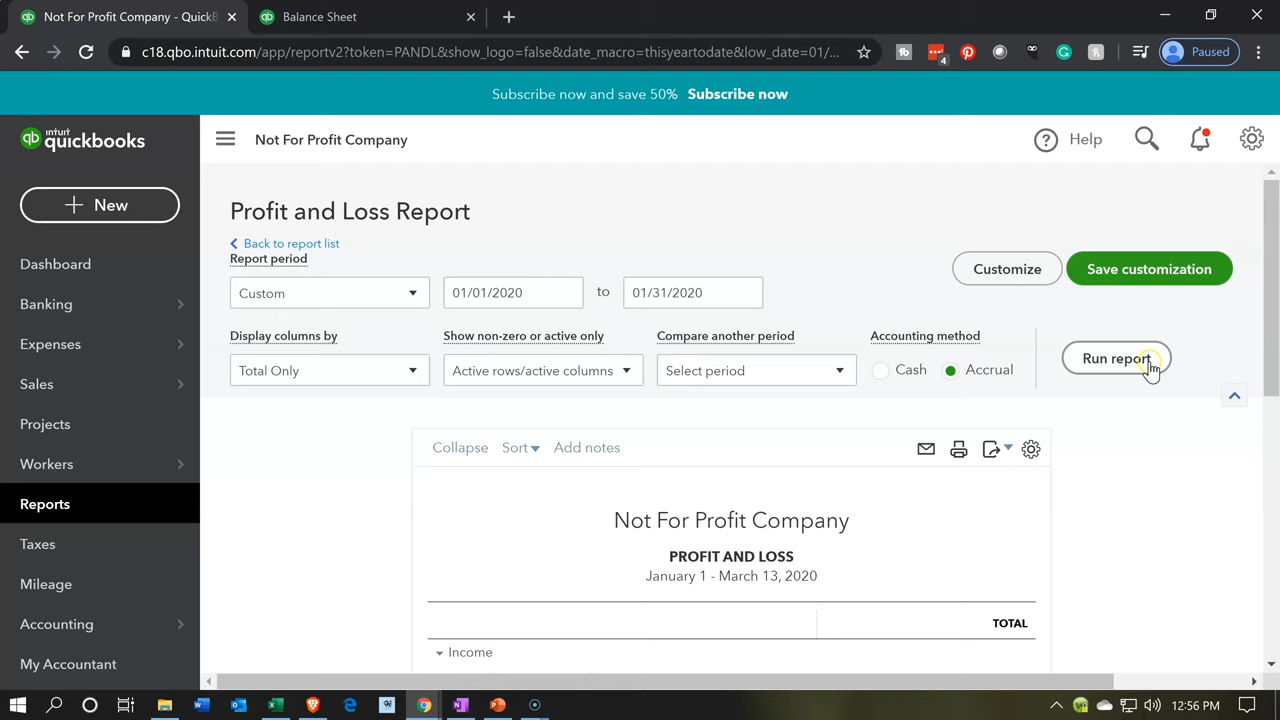 Not For Profit Company - QuickB
Balance Sheet
c18.qbo.intuit.com/app/reportv2?token=PANDL&show_logo=false&date_macro=thisyeartodate&low_date=01/...
4
Paused
Subscribe now and save 50% Subscribe now
qb intuit quickbooks
Not For Profit Company
Help
+ New
Profit and Loss Report
Back to report list
Report period
Customize
Save customization
Custom
01/01/2020
to
01/31/2020
Display columns by
Show non-zero or active only
Compare another period
Accounting method
Total Only
Active rows/active columns
Select period
Cash
Accrual
Run report
Dashboard
Banking
Expenses
Sales
Projects
Workers
Reports
Taxes
Mileage
Accounting
My Accountant
Collapse
Sort
Add notes
Not For Profit Company
PROFIT AND LOSS
January 1 - March 13, 2020
TOTAL
Income
12:56 PM